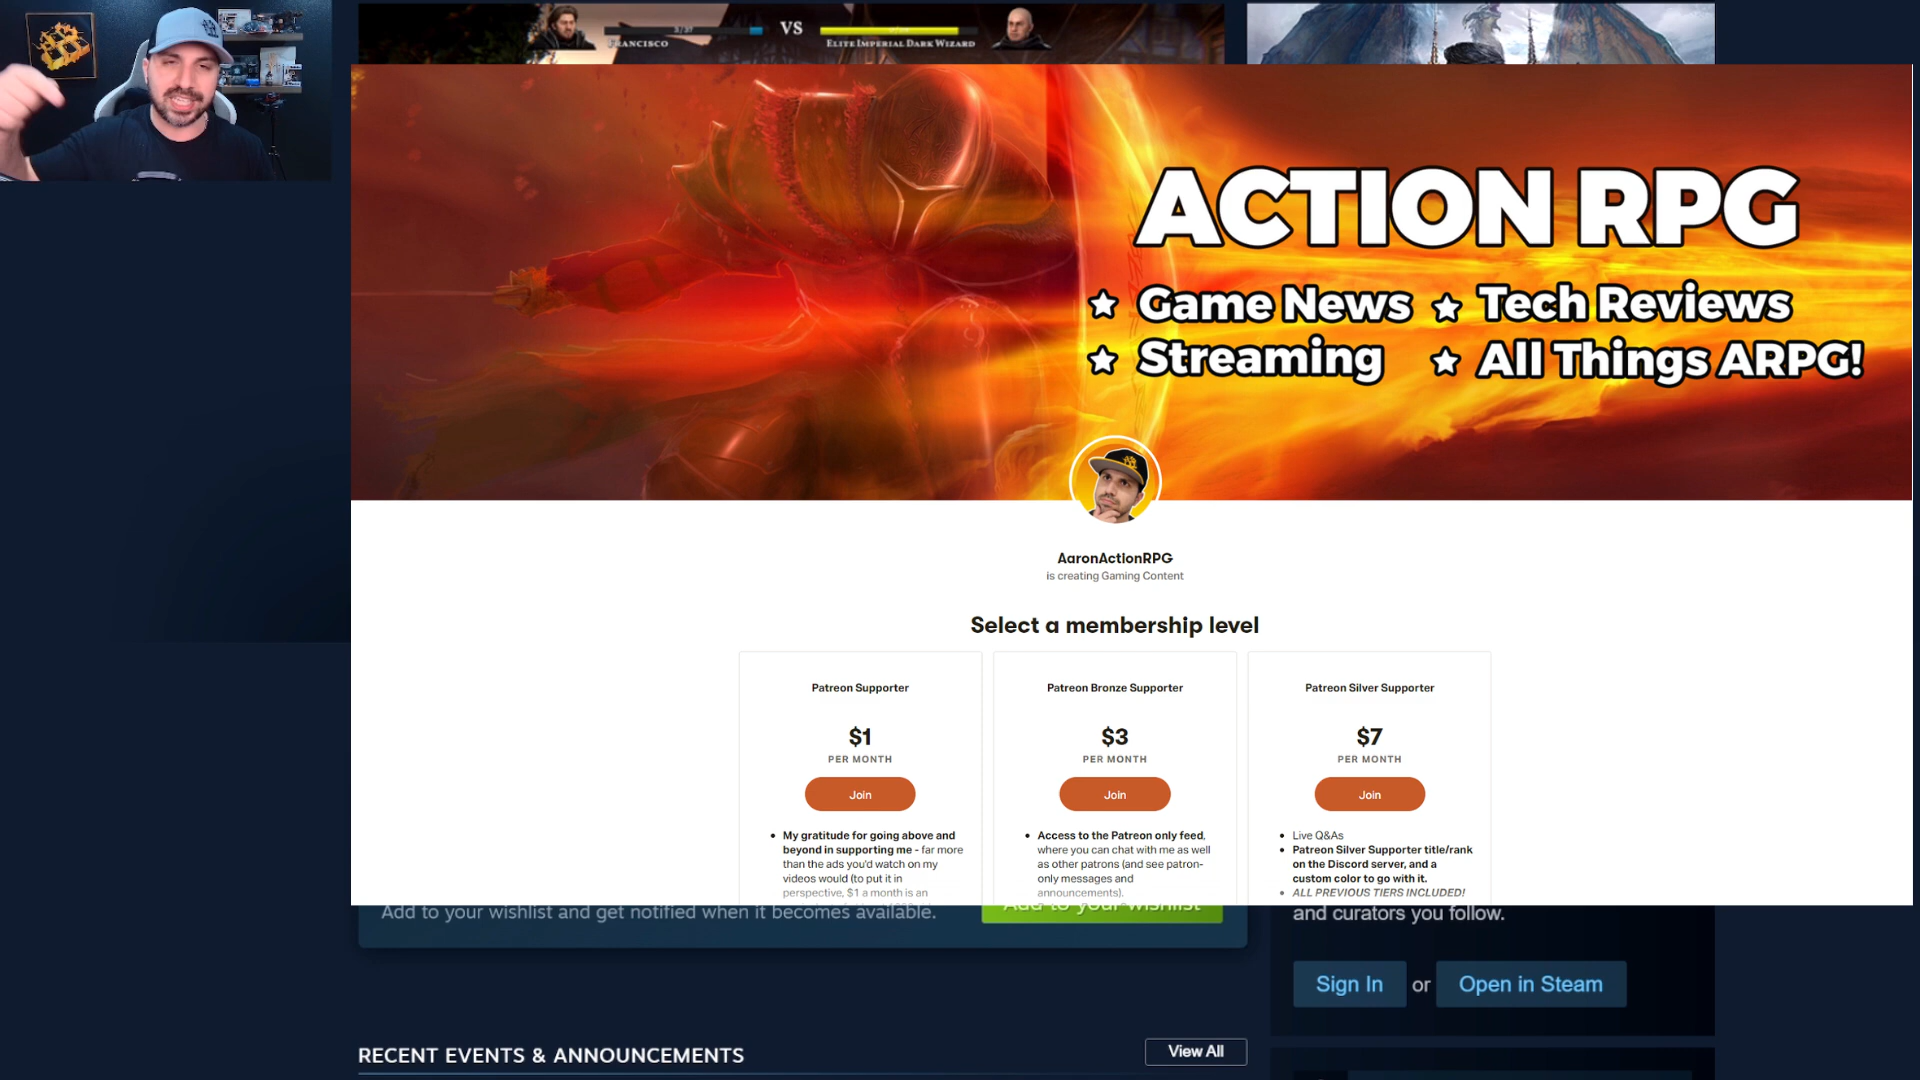 3/37
VS
FRANCISCO
ELITE IMPERIAL DARK WIZARD
ACTION RPG
Game News
Tech Reviews
Streaming
All Things ARPG!
AaronActionRPG
is creating Gaming Content
Select a membership level
Patreon Supporter
$1
PER MONTH
Join
My gratitude for going above and
beyond in supporting me - far more
than the ads you'd watch on my
videos would (to put it in
perspective, $1 a month is an
Patreon Bronze Supporter
$3
PER MONTH
Join
Access to the Patreon only feed,
where you can chat with me as well
as other patrons (and see patron-
only messages and
announcements).
Patreon Silver Supporter
$7
PER MONTH
Join
Live Q&As
Patreon Silver Supporter title/rank
on the Discord server, and a
custom color to go with it.
ALL PREVIOUS TIERS INCLUDED!
Add to your wishlist and get notified when it becomes available.
Add to your wishlist
and curators you follow.
Sign In
or
Open in Steam
RECENT EVENTS & ANNOUNCEMENTS
View All